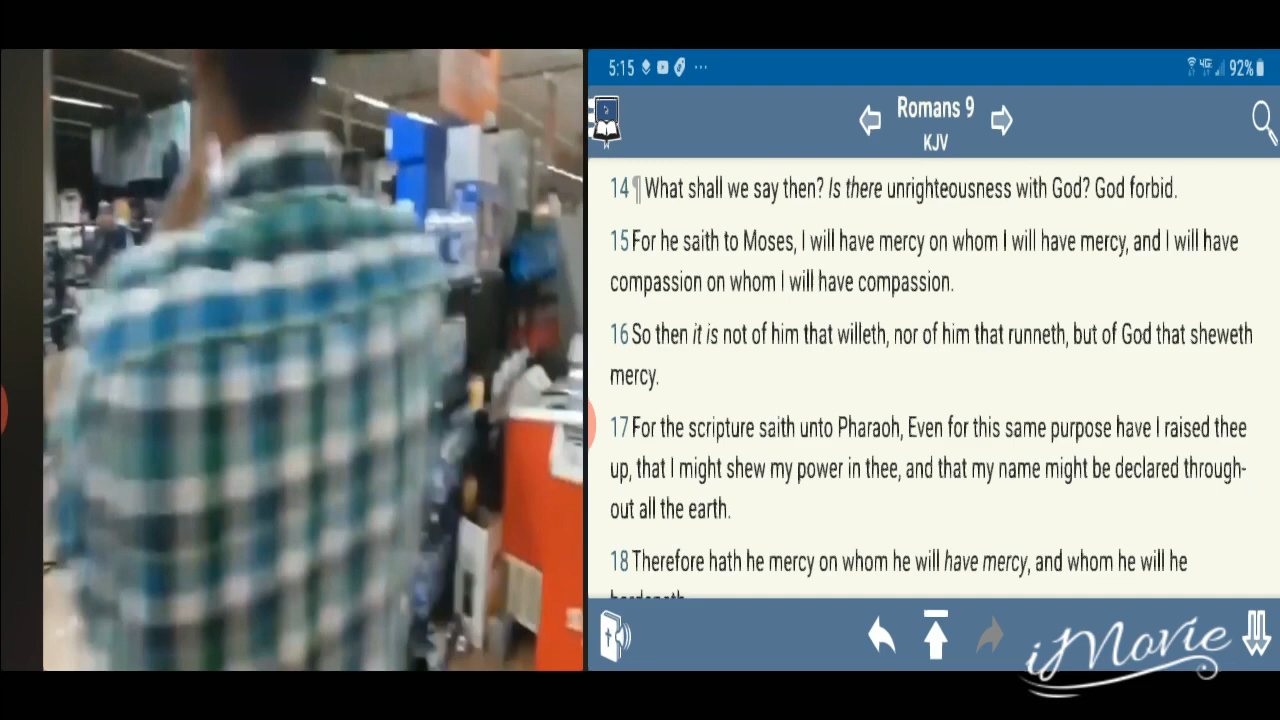 5:15 ... 92%
Romans 9
KJV
14 ¶ What shall we say then? Is there unrighteousness with God? God forbid.
15 For he saith to Moses, I will have mercy on whom I will have mercy, and I will have
compassion on whom I will have compassion.
16 So then it is not of him that willeth, nor of him that runneth, but of God that sheweth
mercy.
17 For the scripture saith unto Pharaoh, Even for this same purpose have I raised thee
up, that I might shew my power in thee, and that my name might be declared through-
out all the earth.
18 Therefore hath he mercy on whom he will have mercy, and whom he will he
iMovie